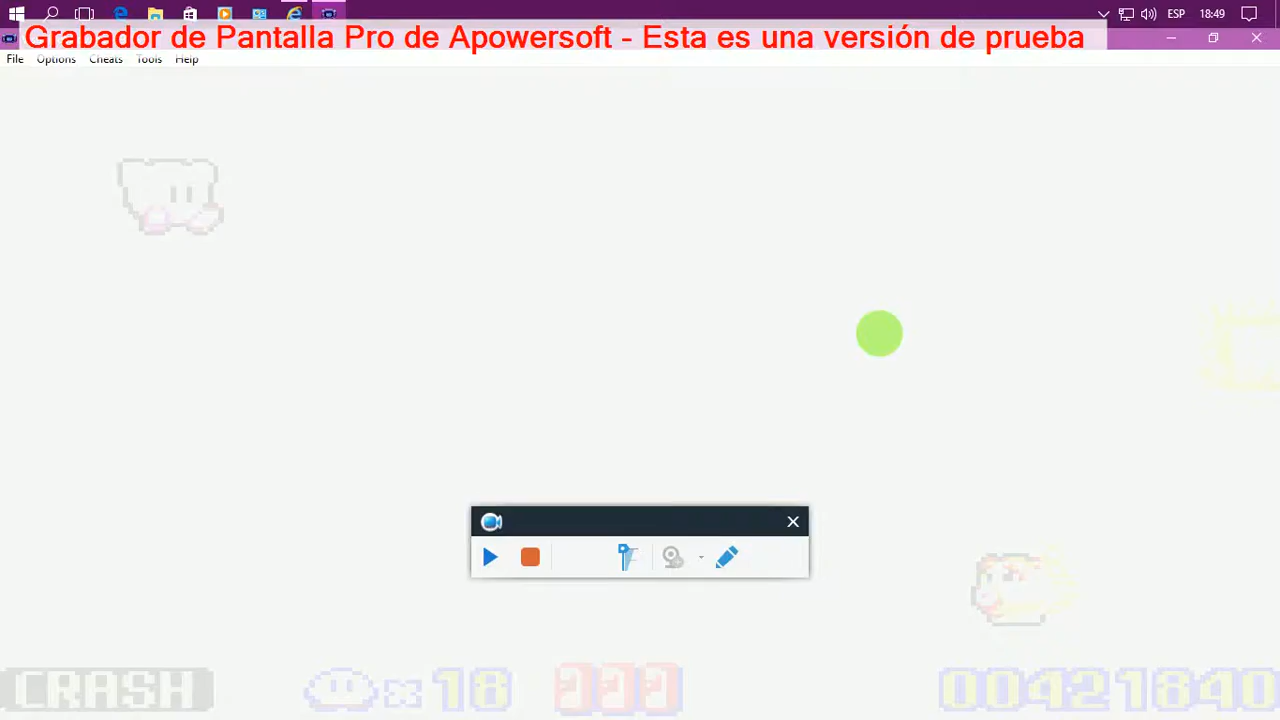 ESP 18:49
Grabador de Pantalla Pro de Apowersoft - Esta es una versión de prueba
File Options Cheats Tools Help
CRASH x18 00421840